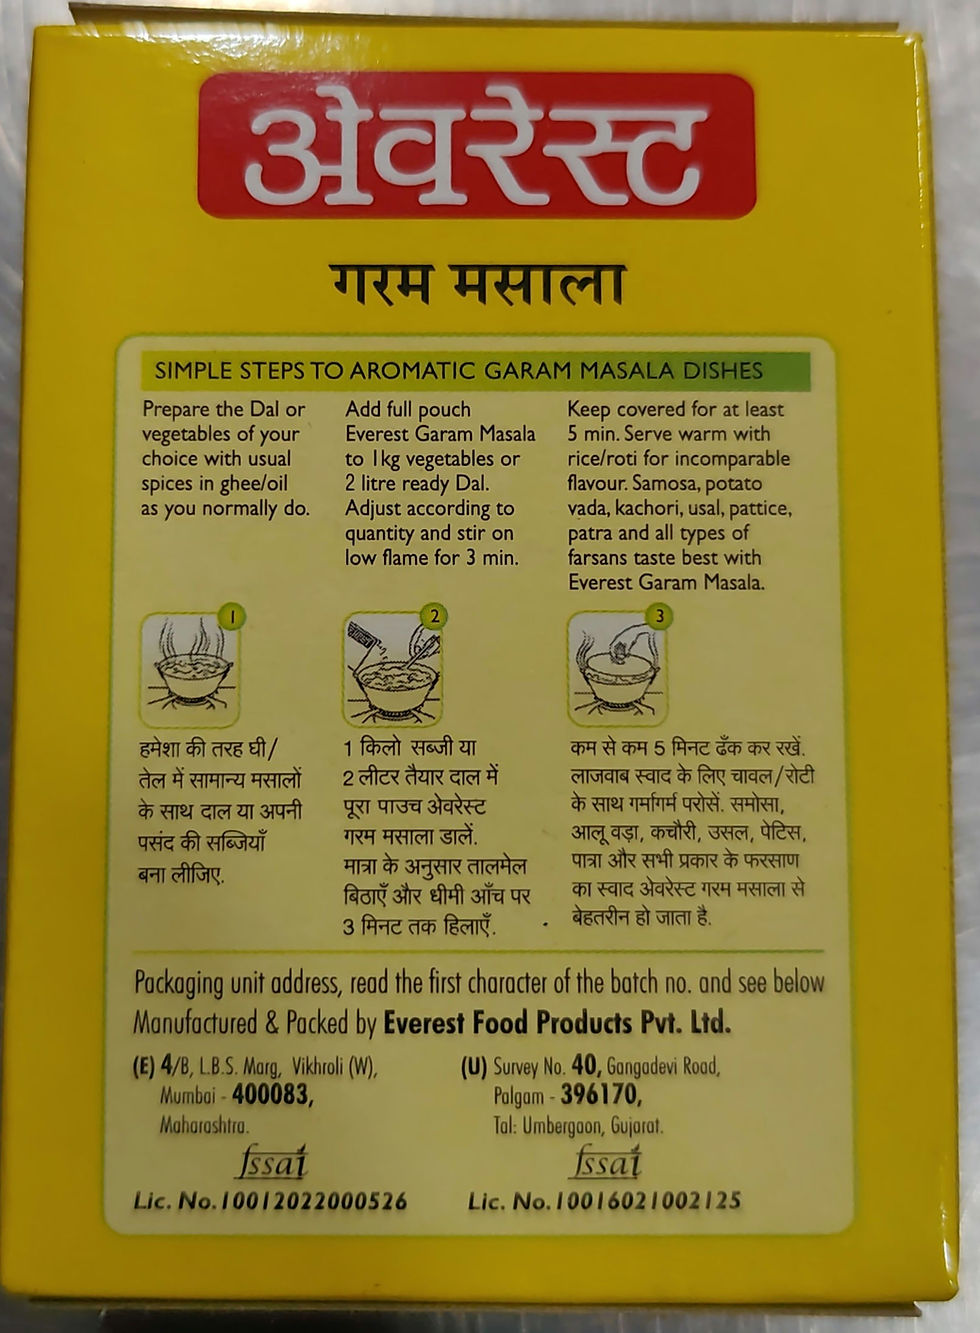 अेवरेस्ट
गरम मसाला
SIMPLE STEPS TO AROMATIC GARAM MASALA DISHES
Prepare the Dal or
vegetables of your
choice with usual
spices in ghee/oil
as you normally do.
Add full pouch
Everest Garam Masala
to 1kg vegetables or
2 litre ready Dal.
Adjust according to
quantity and stir on
low flame for 3 min.
Keep covered for at least
5 min. Serve warm with
rice/roti for incomparable
flavour. Samosa, potato
vada, kachori, usal, pattice,
patra and all types of
farsans taste best with
Everest Garam Masala.
1
2
3
हमेशा की तरह घी/
तेल में सामान्य मसालों
के साथ दाल या अपनी
पसंद की सब्जियाँ
बना लीजिए.
1 किलो सब्जी या
2 लीटर तैयार दाल में
पूरा पाउच अेवरेस्ट
गरम मसाला डालें.
मात्रा के अनुसार तालमेल
बिठाएँ और धीमी आँच पर
3 मिनट तक हिलाएँ.
कम से कम 5 मिनट ढँक कर रखें.
लाजवाब स्वाद के लिए चावल/रोटी
के साथ गर्मागर्म परोसें. समोसा,
आलू वड़ा, कचौरी, उसल, पेटिस,
पात्रा और सभी प्रकार के फरसाण
का स्वाद अेवरेस्ट गरम मसाला से
बेहतरीन हो जाता है.
Packaging unit address, read the first character of the batch no. and see below
Manufactured & Packed by Everest Food Products Pvt. Ltd.
(E) 4/B, L.B.S. Marg, Vikhroli (W),
Mumbai - 400083,
Maharashtra.
fssai
Lic. No.10012022000526
(U) Survey No. 40, Gangadevi Road,
Palgam - 396170,
Tal: Umbergaon, Gujarat.
fssai
Lic. No.10016021002125